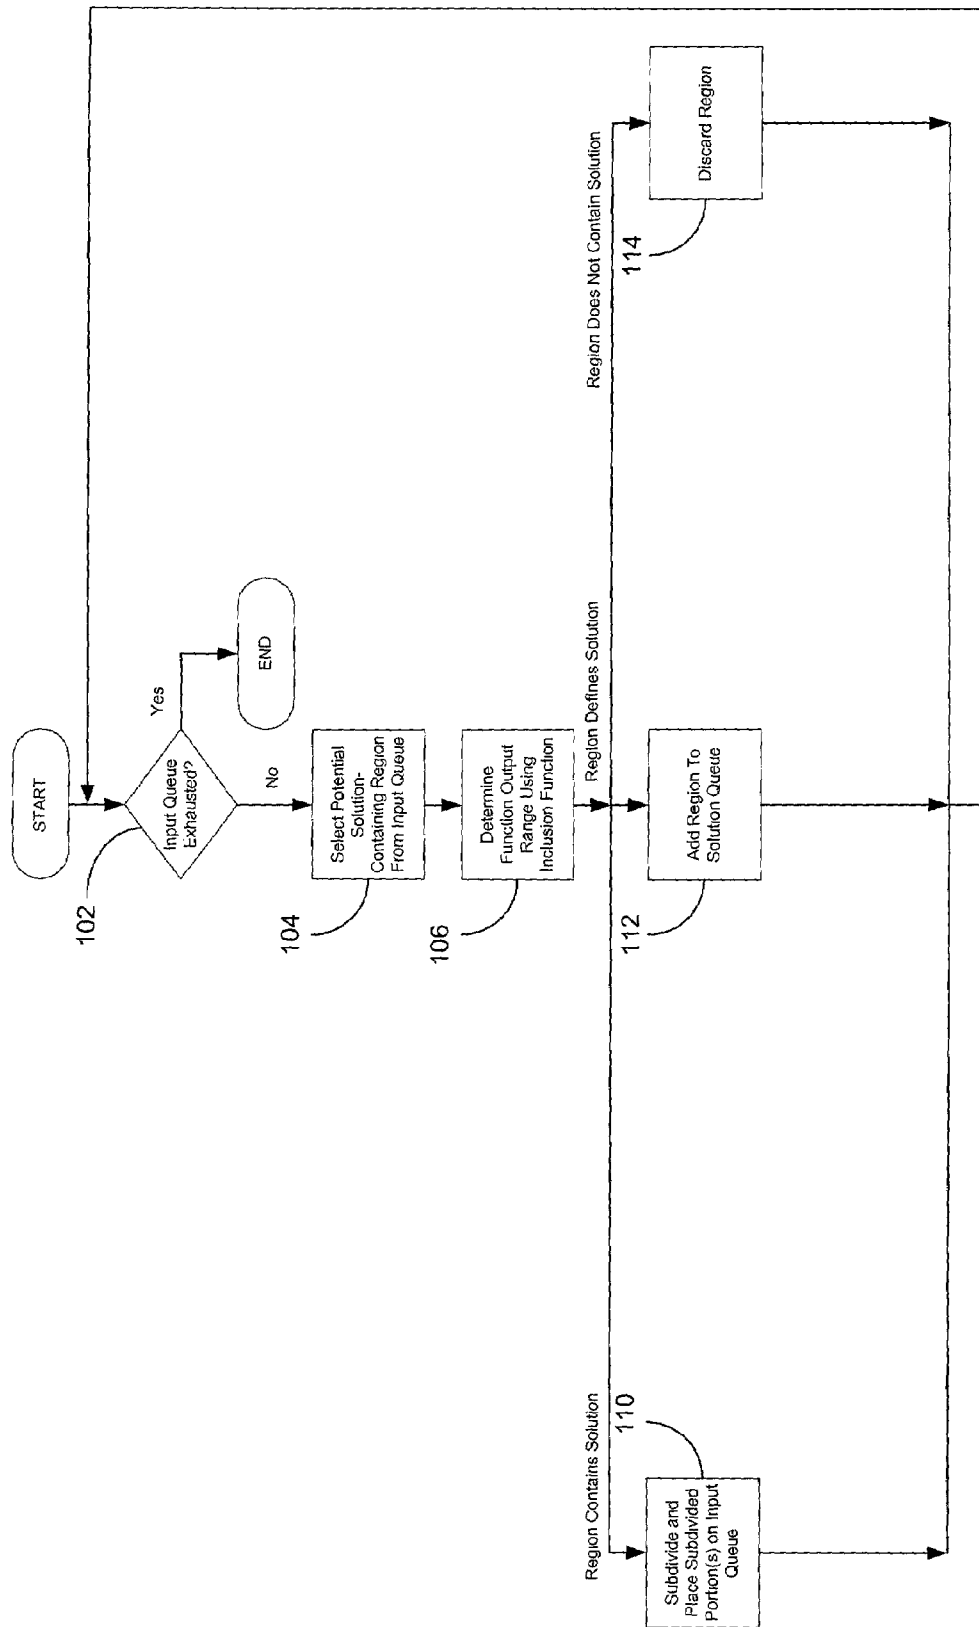 START
102
Input Queue
Exhausted?
Yes
END
No
104
Select Potential
Solution-
Containing Region
From Input Queue
106
Determine
Function Output
Range Using
Inclusion Function
Region Contains Solution
Region Defines Solution
Region Does Not Contain Solution
110
Subdivide and
Place Subdivided
Portion(s) on Input
Queue
112
Add Region To
Solution Queue
114
Discard Region